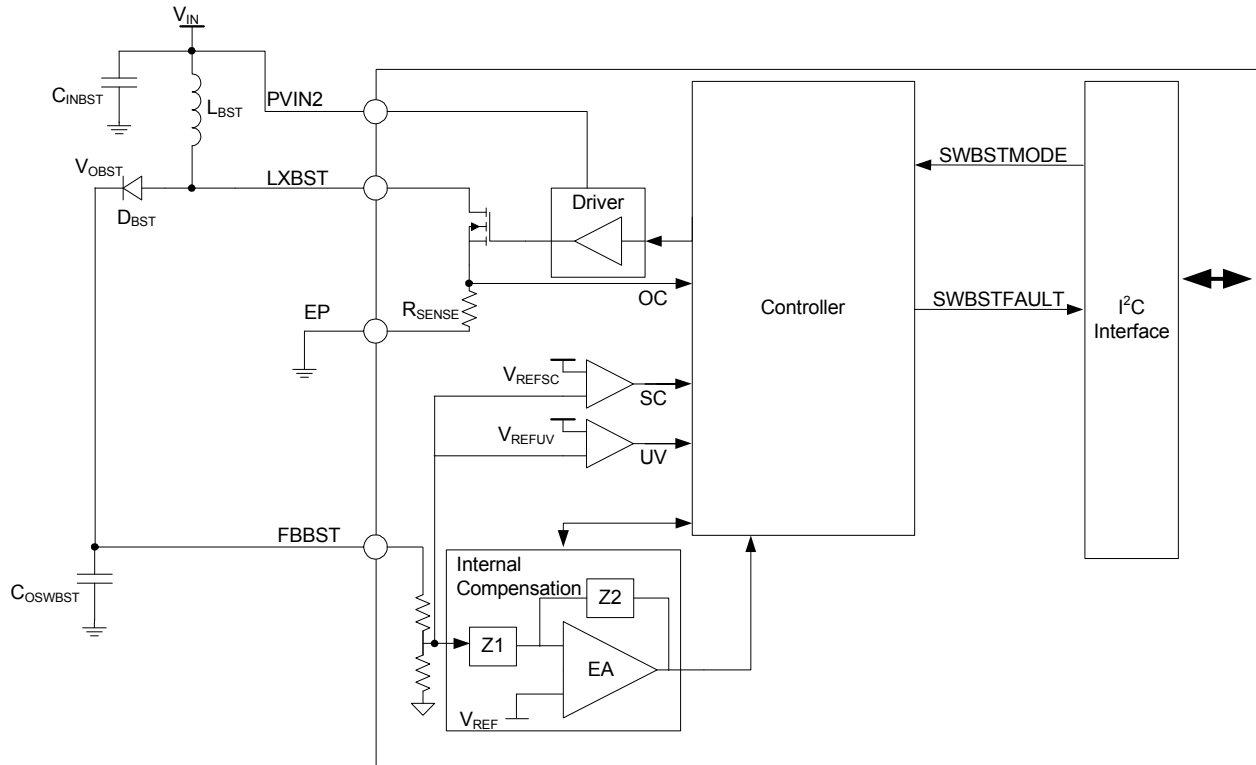 V_IN
C_INBST
L_BST
PVIN2
V_OBST
LXBST
D_BST
Driver
SWBSTMODE
OC
Controller
SWBSTFAULT
I²C
Interface
EP
R_SENSE
V_REFSC
SC
V_REFUV
UV
FBBST
Internal
Compensation
Z2
Z1
EA
V_REF
C_OSWBST